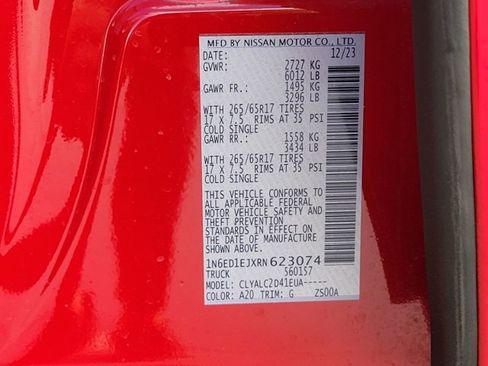 MFD BY NISSAN MOTOR CO., LTD.
DATE: 12/23
GVWR: 2727 KG
6012 LB
GAWR FR.: 1495 KG
3296 LB
WITH 265/65R17 TIRES
17 X 7.5 RIMS AT 35 PSI
COLD SINGLE
GAWR RR.: 1558 KG
3434 LB
WITH 265/65R17 TIRES
17 X 7.5 RIMS AT 35 PSI
COLD SINGLE
THIS VEHICLE CONFORMS TO
ALL APPLICABLE FEDERAL
MOTOR VEHICLE SAFETY AND
THEFT PREVENTION
STANDARDS IN EFFECT ON
THE DATE OF MANUFACTURE
SHOWN ABOVE.
1N6ED1EJXRN623074
TRUCK S60157
MODEL: CLYALCZD41EUA-----
COLOR: A20 TRIM: G ZS00A